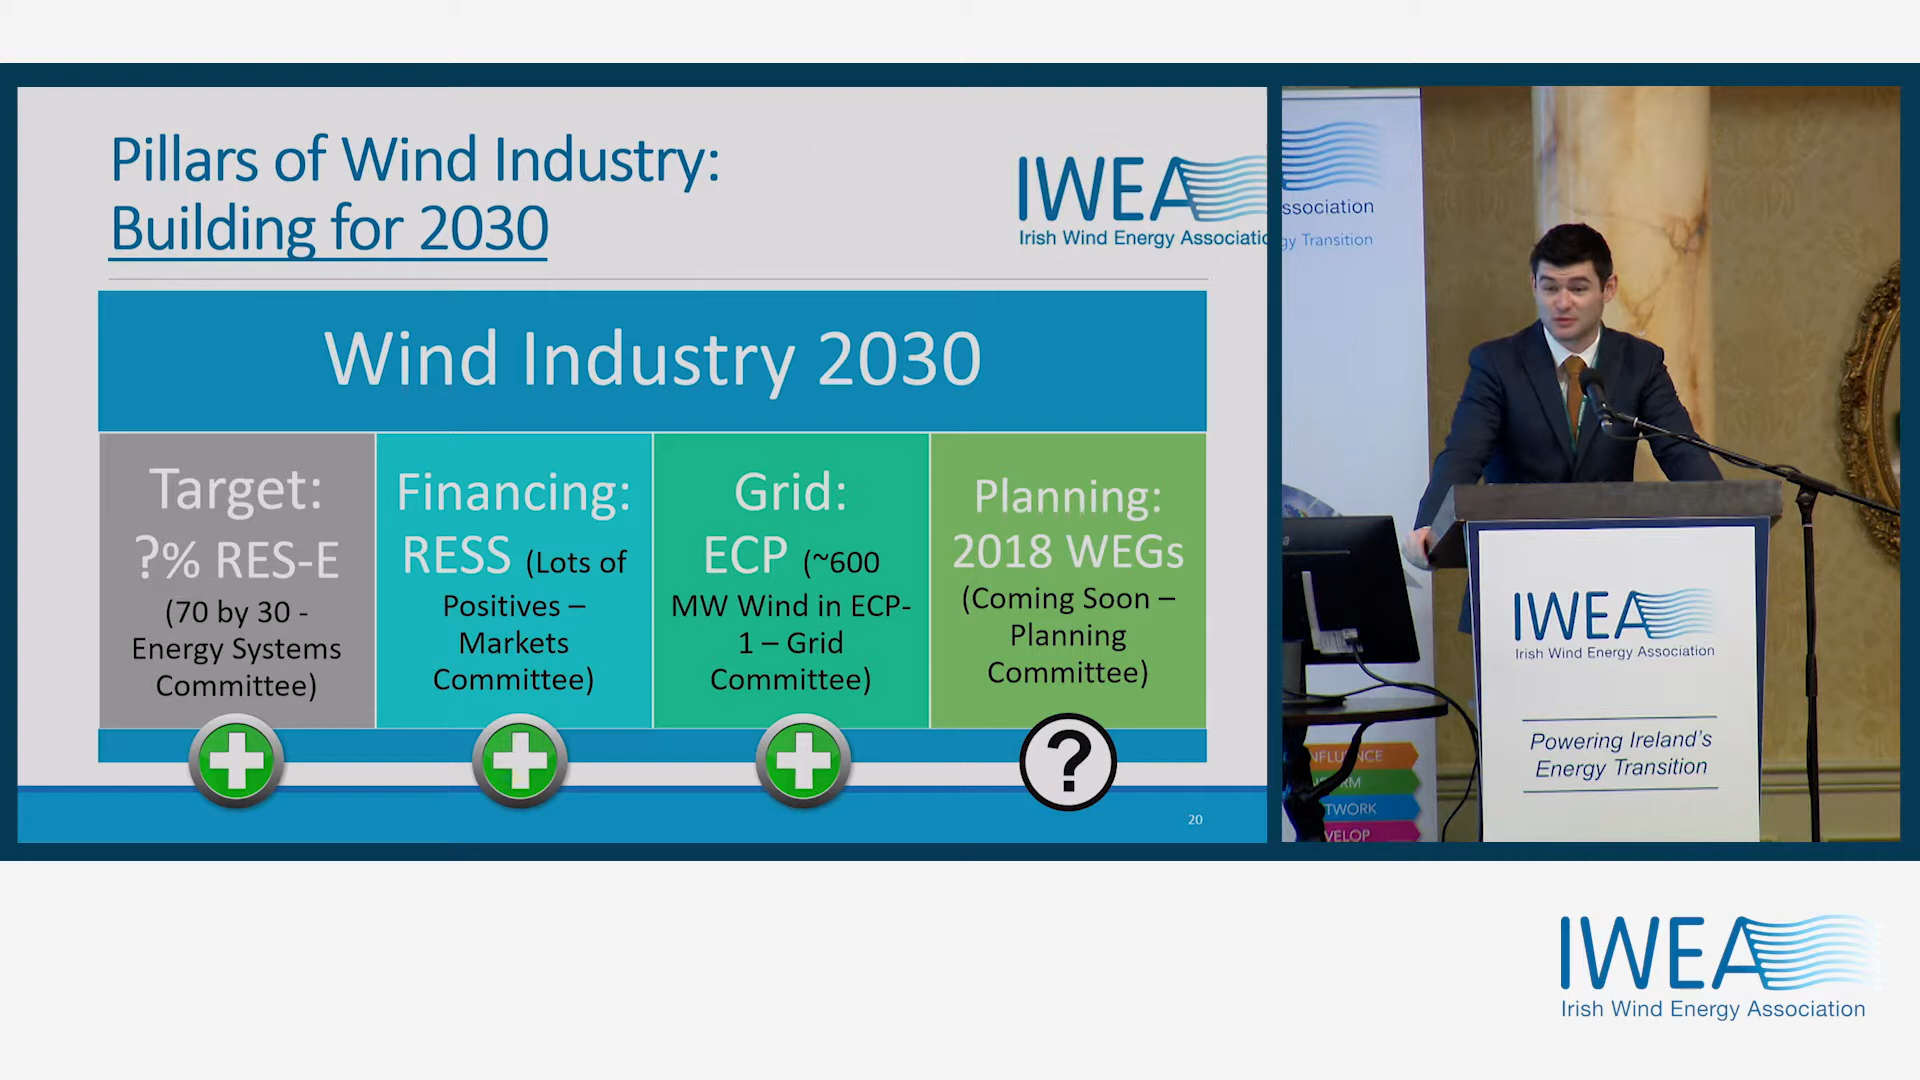 Pillars of Wind Industry:
Building for 2030
IWEA
Irish Wind Energy Associatio
Wind Industry 2030
Target:
?% RES-E
(70 by 30 -
Energy Systems
Committee)
Financing:
RESS (Lots of
Positives –
Markets
Committee)
Grid:
ECP (~600
MW Wind in ECP-
1 – Grid
Committee)
Planning:
2018 WEGs
(Coming Soon –
Planning
Committee)
?
20
ssociation
gy Transition
NFLUENCE
RM
TWORK
VELOP
IWEA
Irish Wind Energy Association
Powering Ireland's
Energy Transition
IWEA
Irish Wind Energy Association